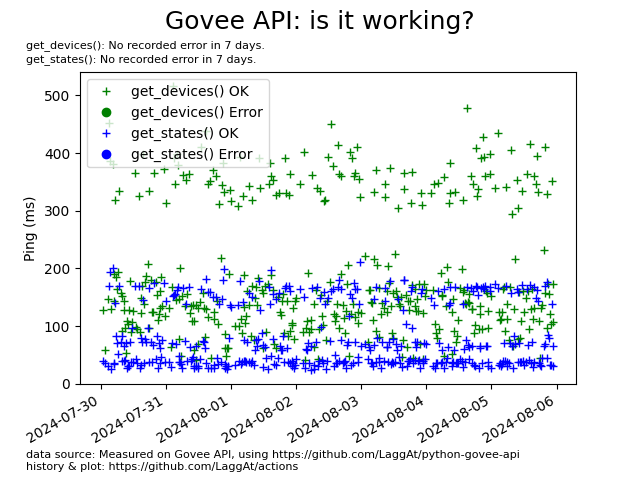 Govee API: is it working?
get_devices(): No recorded error in 7 days.
get_states(): No recorded error in 7 days.
get_devices() OK
get_devices() Error
get_states() OK
get_states() Error
Ping (ms)
500
400
300
200
100
0
2024-07-30
2024-07-31
2024-08-01
2024-08-02
2024-08-03
2024-08-04
2024-08-05
2024-08-06
data source: Measured on Govee API, using https://github.com/LaggAt/python-govee-api
history & plot: https://github.com/LaggAt/actions